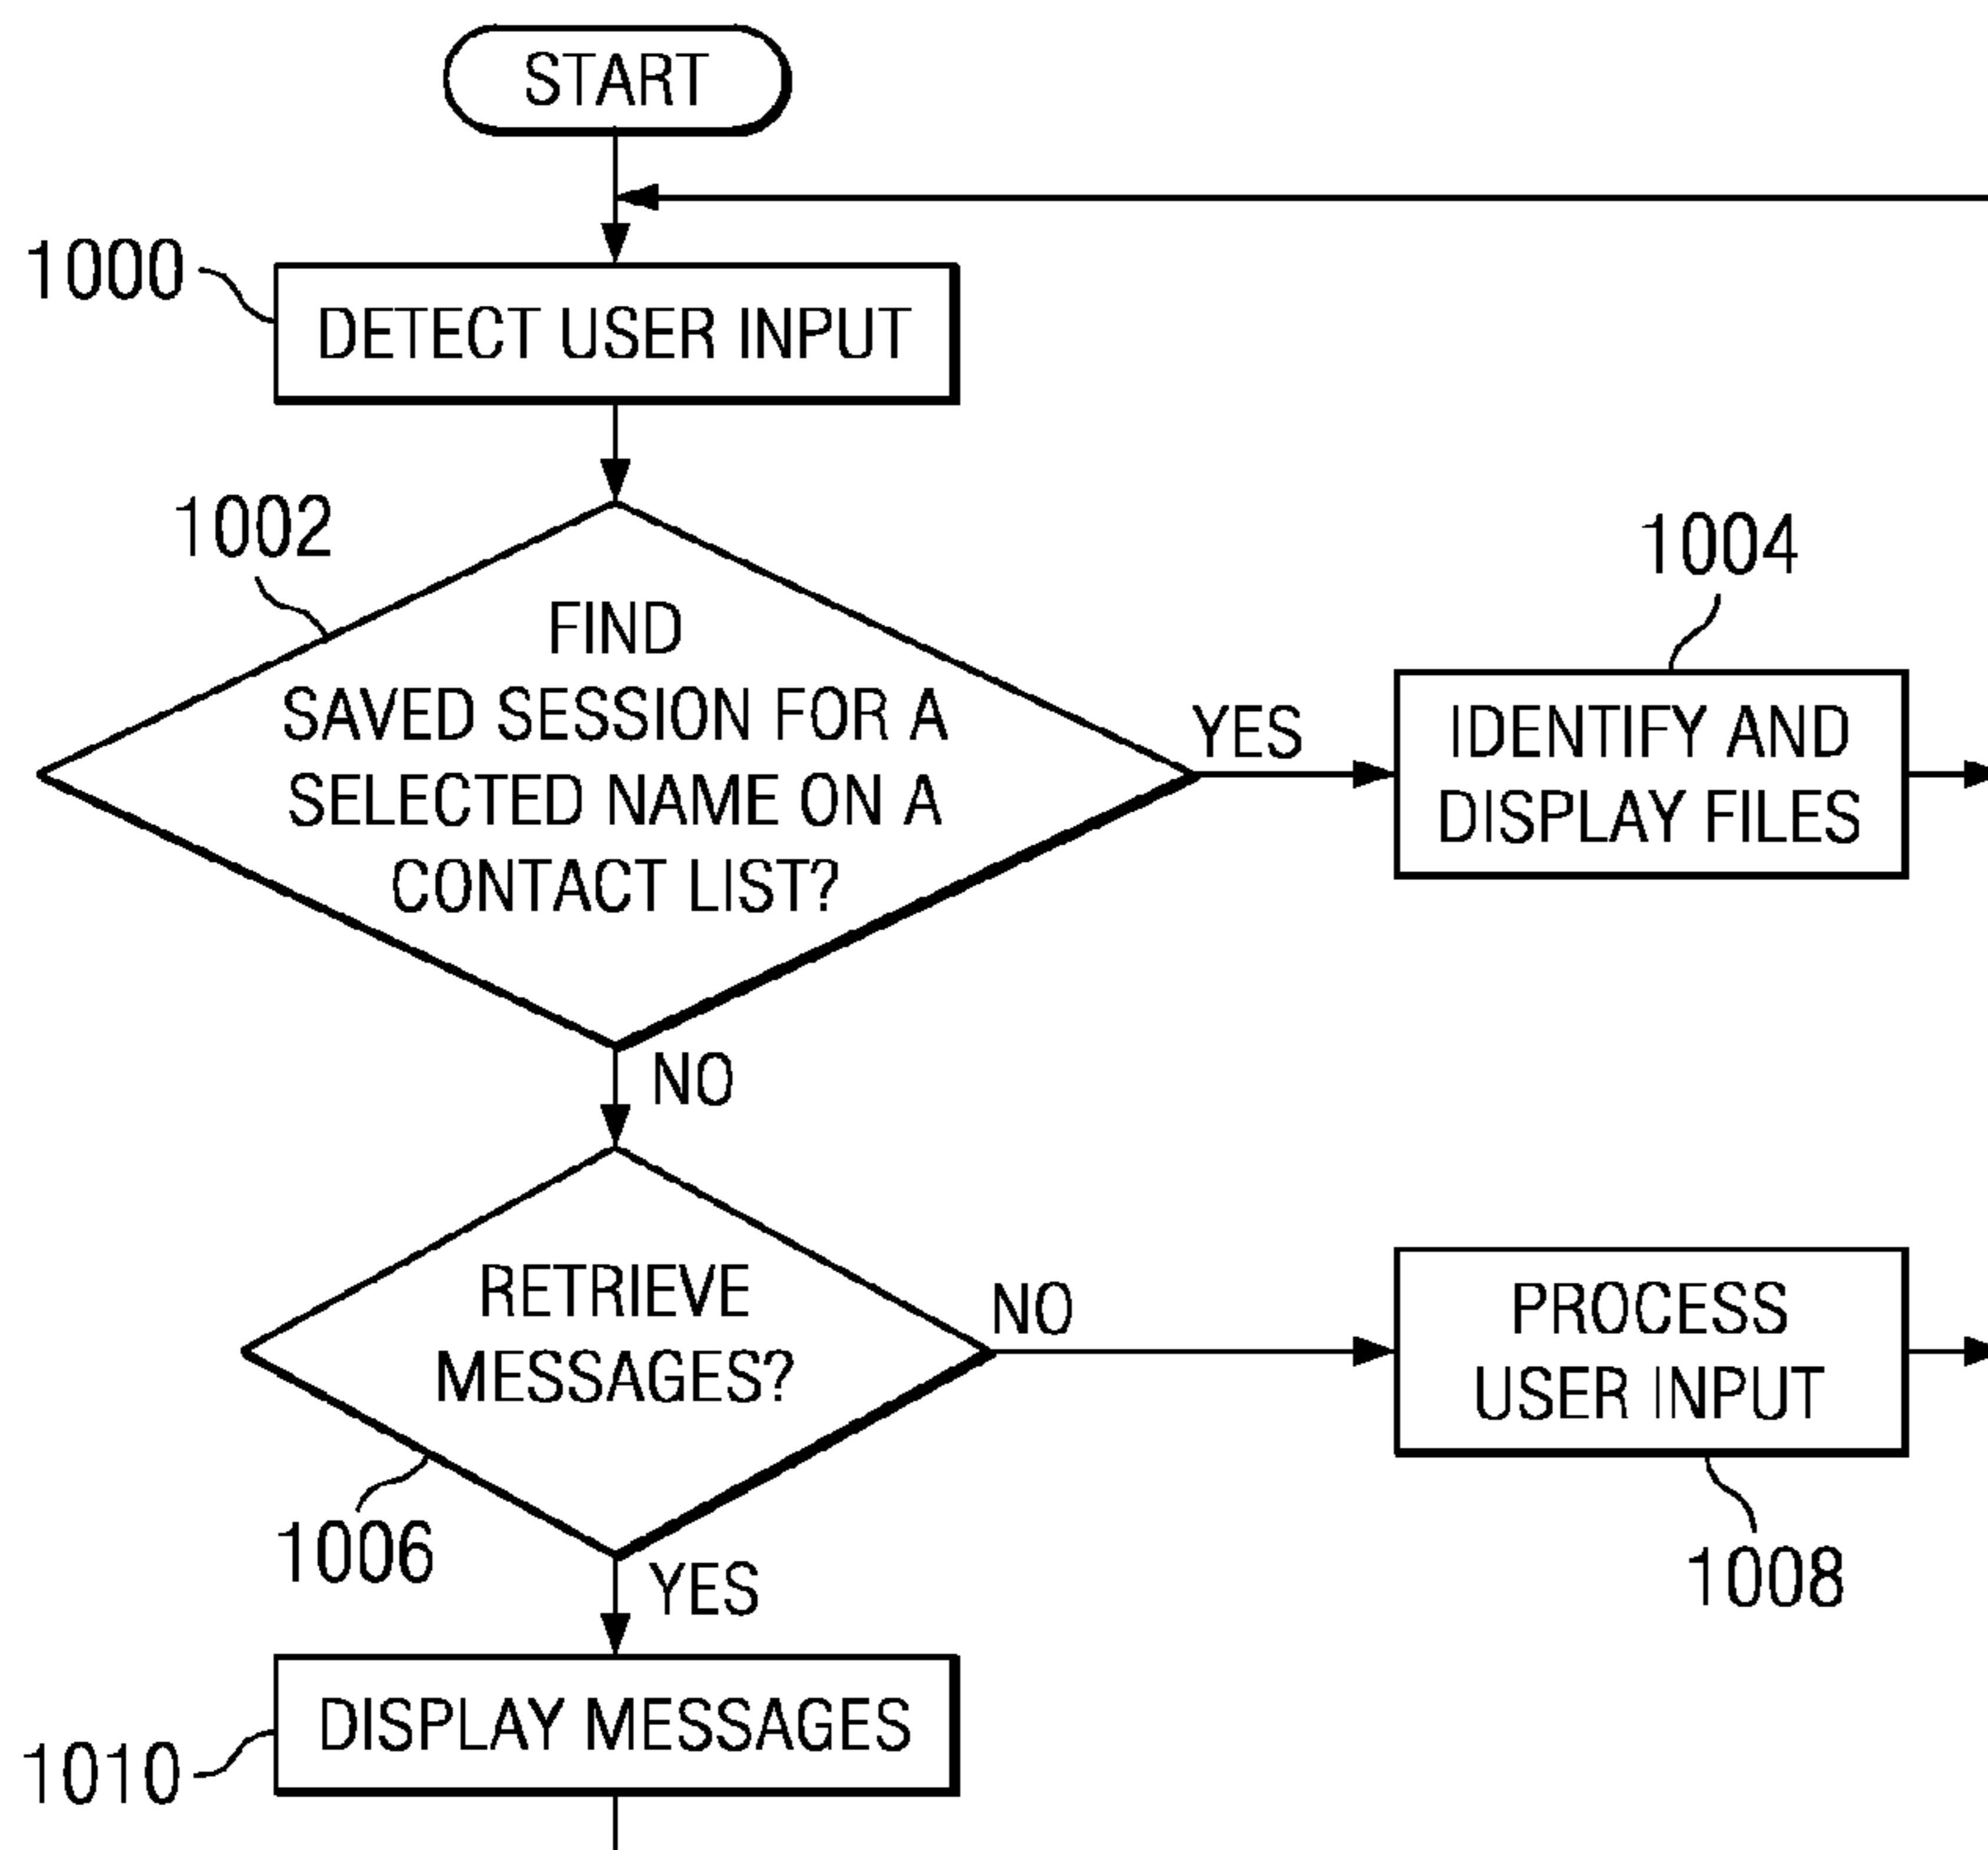 START
1000
DETECT USER INPUT
1002
FIND
SAVED SESSION FOR A
SELECTED NAME ON A
CONTACT LIST?
YES
1004
IDENTIFY AND
DISPLAY FILES
NO
RETRIEVE
MESSAGES?
NO
PROCESS
USER INPUT
1006
1008
YES
DISPLAY MESSAGES
1010